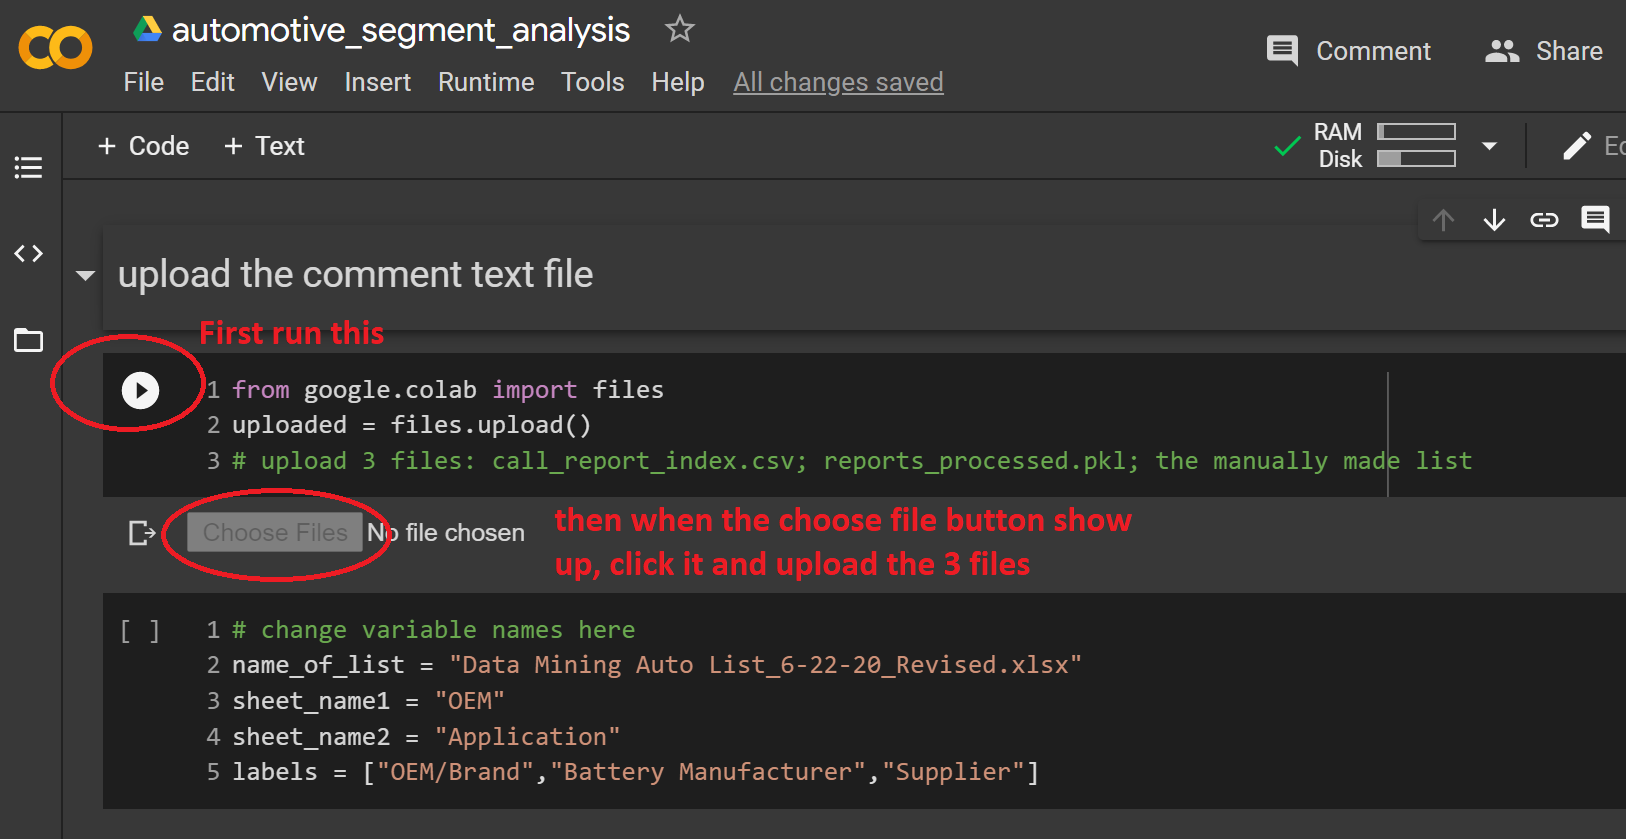 automotive_segment_analysis
Comment
Share
File Edit View Insert Runtime Tools Help All changes saved
+ Code + Text
RAM
Disk
upload the comment text file
First run this
1 from google.colab import files
2 uploaded = files.upload()
3 # upload 3 files: call_report_index.csv; reports_processed.pkl; the manually made list
Choose Files No file chosen
then when the choose file button show
up, click it and upload the 3 files
[ ] 1 # change variable names here
2 name_of_list = "Data Mining Auto List_6-22-20_Revised.xlsx"
3 sheet_name1 = "OEM"
4 sheet_name2 = "Application"
5 labels = ["OEM/Brand","Battery Manufacturer","Supplier"]